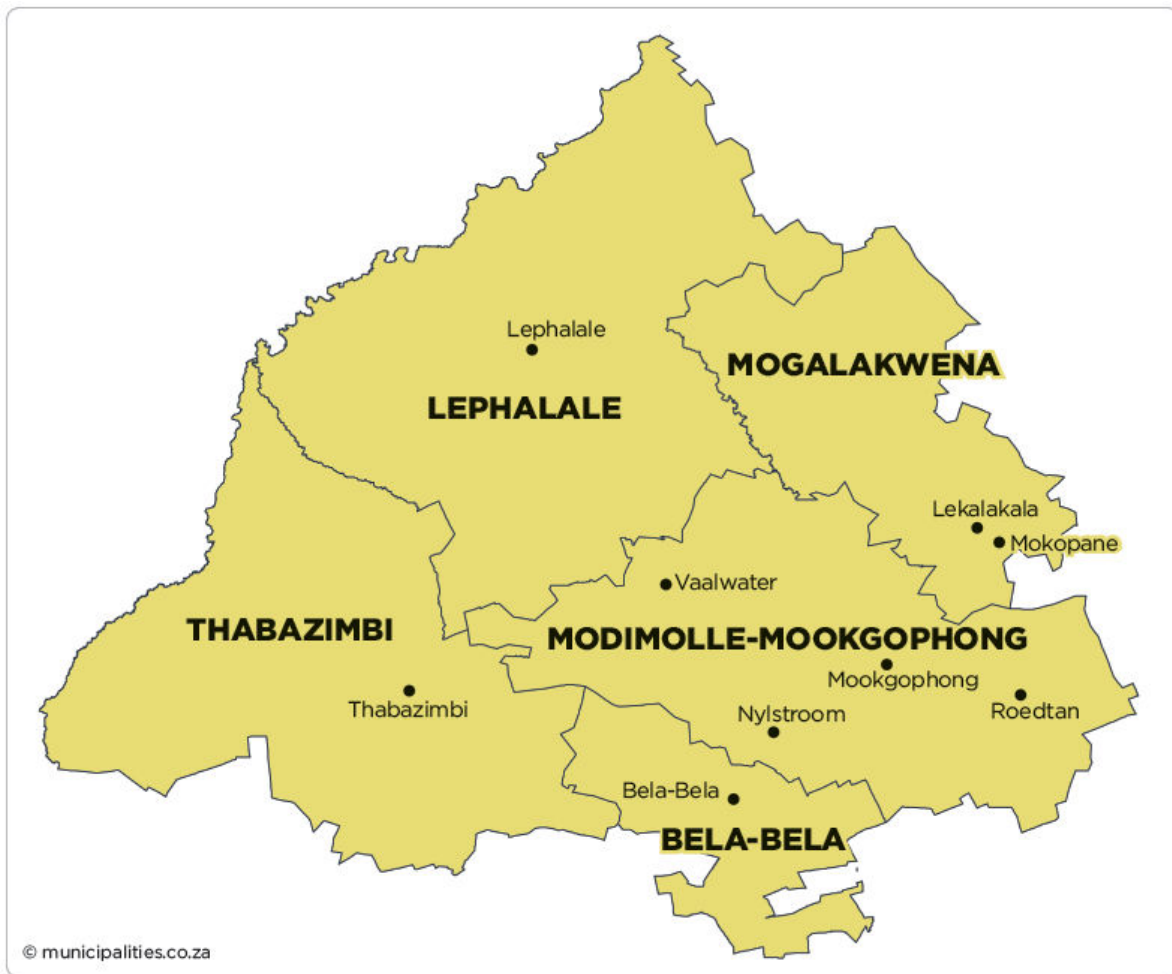 Lephalale
MOGALAKWENA
LEPHALALE
Lekalakala
Mokopane
Vaalwater
THABAZIMBI
MODIMOLLE-MOOKGOPHONG
Mookgophong
Thabazimbi
Roedtan
Nylstroom
Bela-Bela
BELA-BELA
© municipalities.co.za